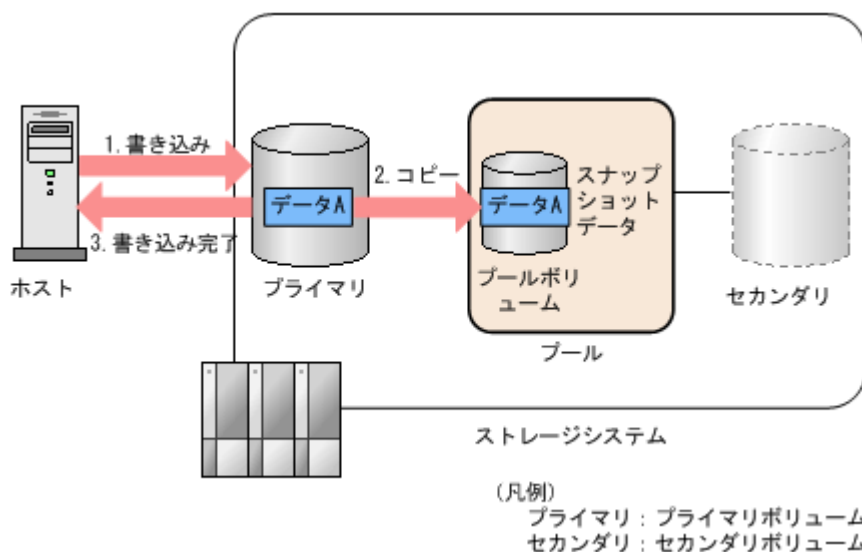 1. 書き込み
2. コピー
データA
データA
スナップ
ショット
データ
3. 書き込み完了
ホスト
プライマリ
プールボリ
ューム
セカンダリ
プール
ストレージシステム
(凡例)
プライマリ : プライマリボリューム
セカンダリ : セカンダリボリューム